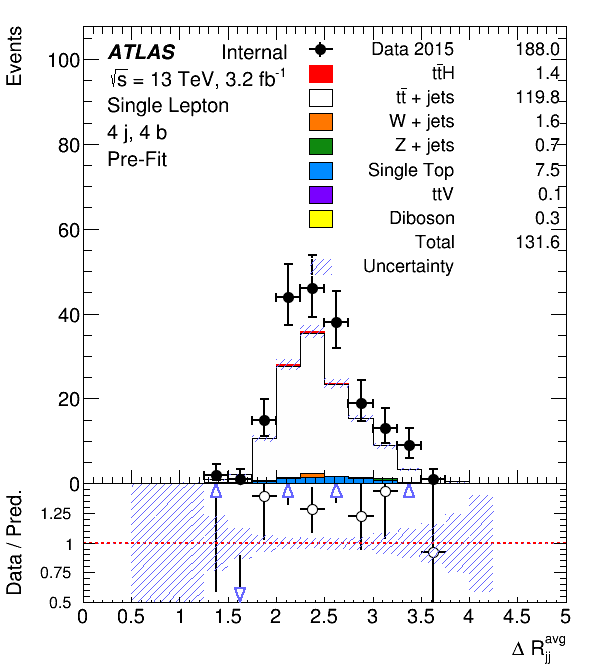 Events
ATLAS Internal
√s = 13 TeV, 3.2 fb⁻¹
Single Lepton
4 j, 4 b
Pre-Fit
Data 2015 188.0
tt̄H 1.4
tt̄ + jets 119.8
W + jets 1.6
Z + jets 0.7
Single Top 7.5
ttV 0.1
Diboson 0.3
Total 131.6
Uncertainty
100
80
60
40
20
0
Data / Pred.
1.25
1
0.75
0.5
0 0.5 1 1.5 2 2.5 3 3.5 4 4.5 5
Δ R_jj^avg